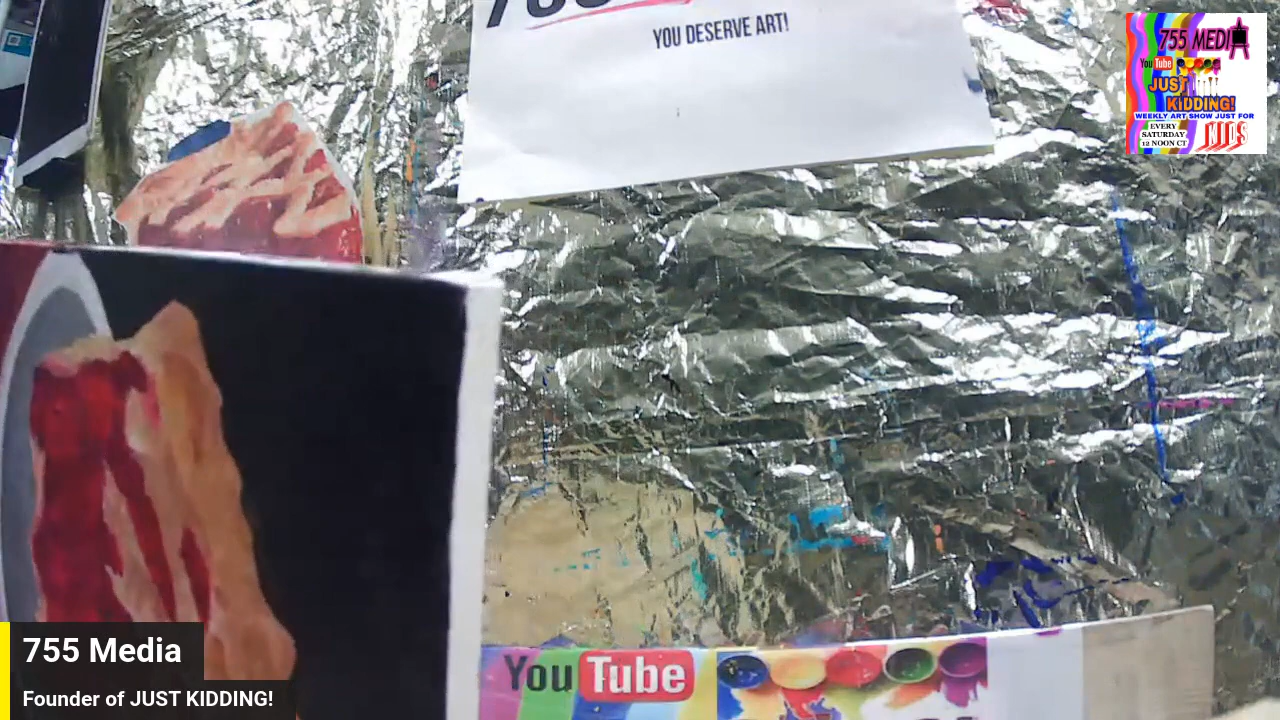 YOU DESERVE ART!
755 MEDIA
YouTube
JUST
KIDDING!
WEEKLY ART SHOW JUST FOR
EVERY
SATURDAY
12 NOON CT
KIDS
YouTube
755 Media
Founder of JUST KIDDING!